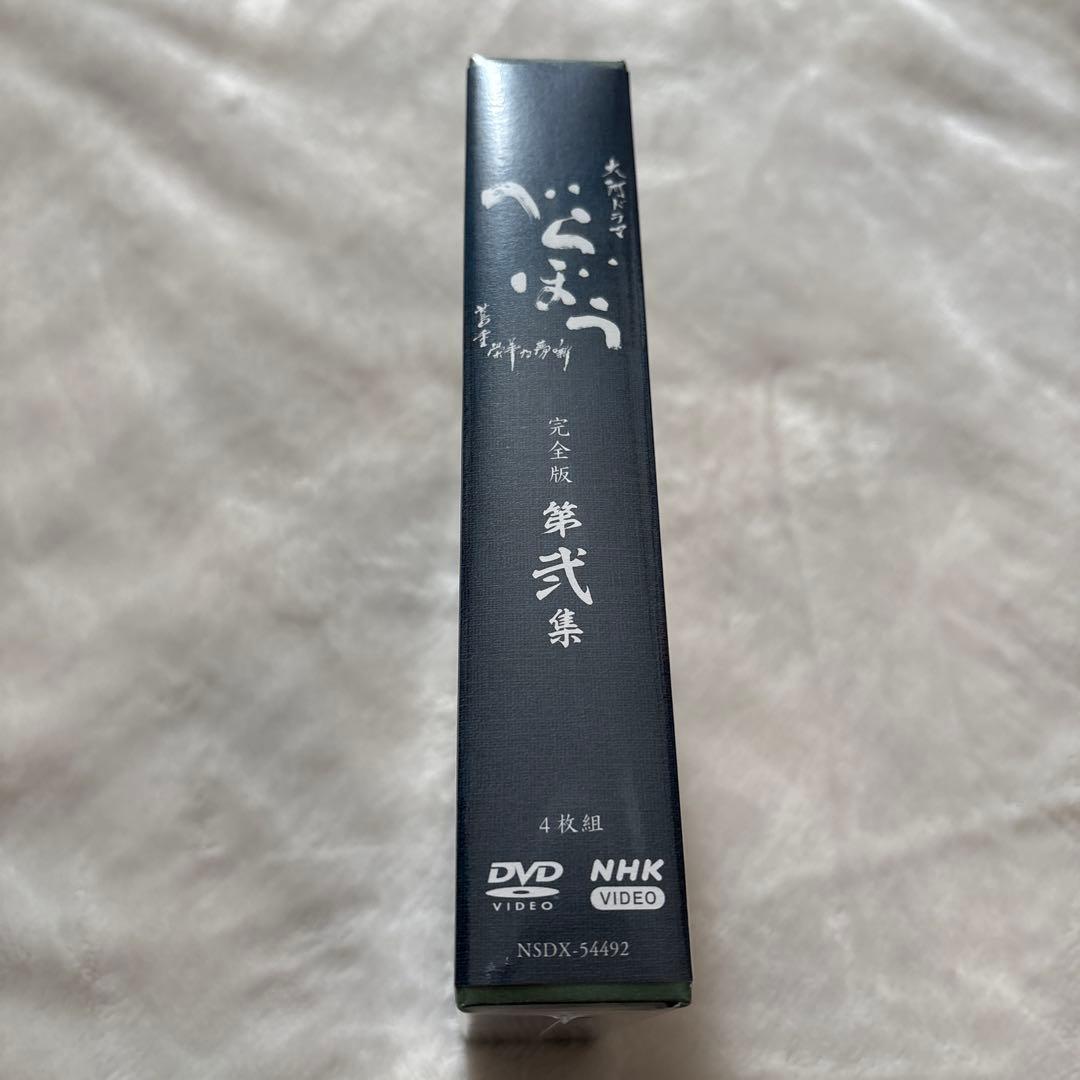 大河ドラマ
べらぼう
蔦重栄華乃夢噺
完全版
第弐集
4枚組
DVD
VIDEO
NHK
VIDEO
NSDX-54492